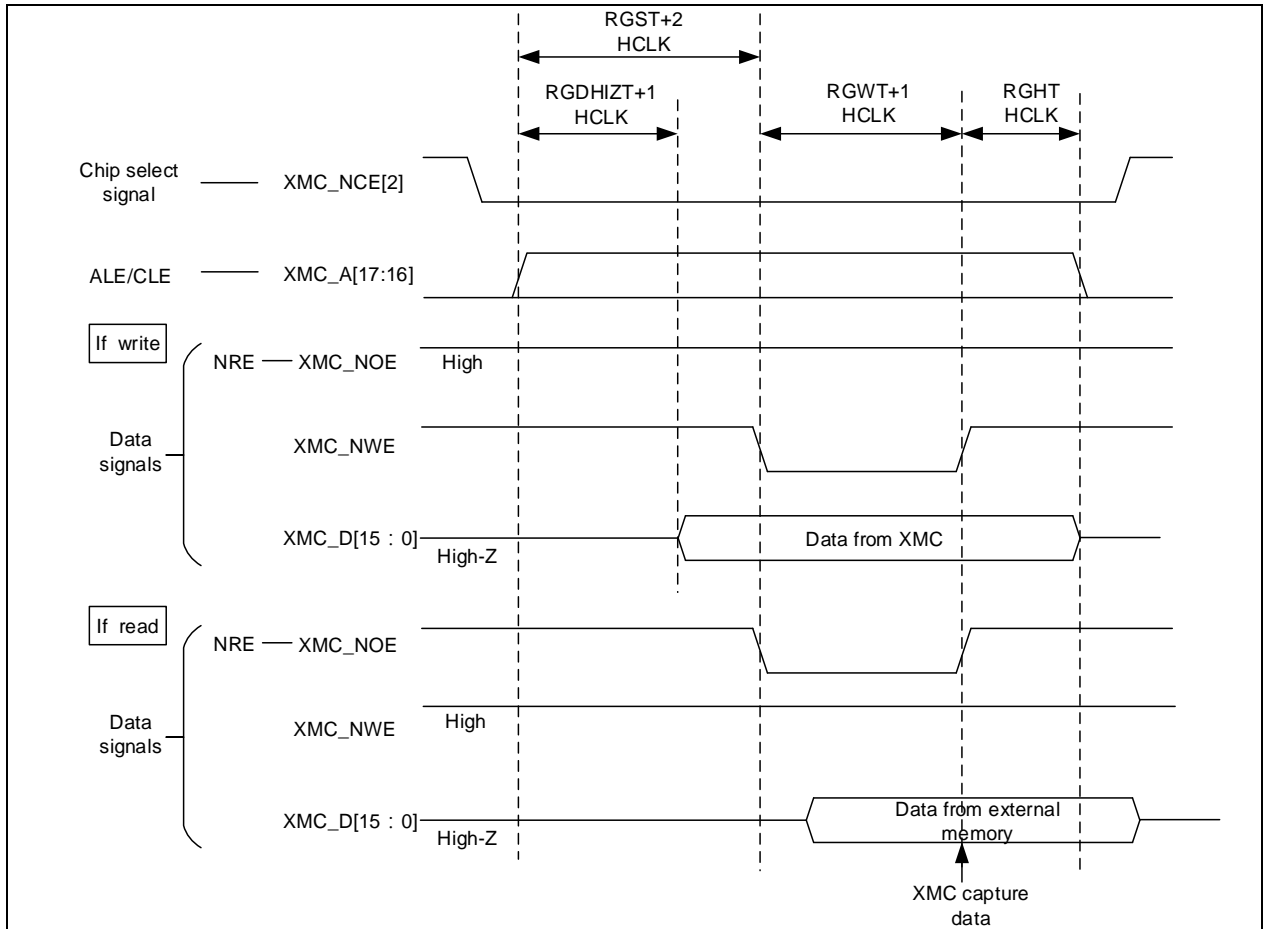 RGST+2
HCLK
RGDHIZT+1
HCLK
RGWT+1
HCLK
RGHT
HCLK
Chip select
signal
XMC_NCE[2]
ALE/CLE
XMC_A[17:16]
If write
NRE
XMC_NOE
High
Data
signals
XMC_NWE
XMC_D[15 : 0]
High-Z
Data from XMC
If read
NRE
XMC_NOE
Data
signals
XMC_NWE
High
XMC_D[15 : 0]
High-Z
Data from external
memory
XMC capture
data